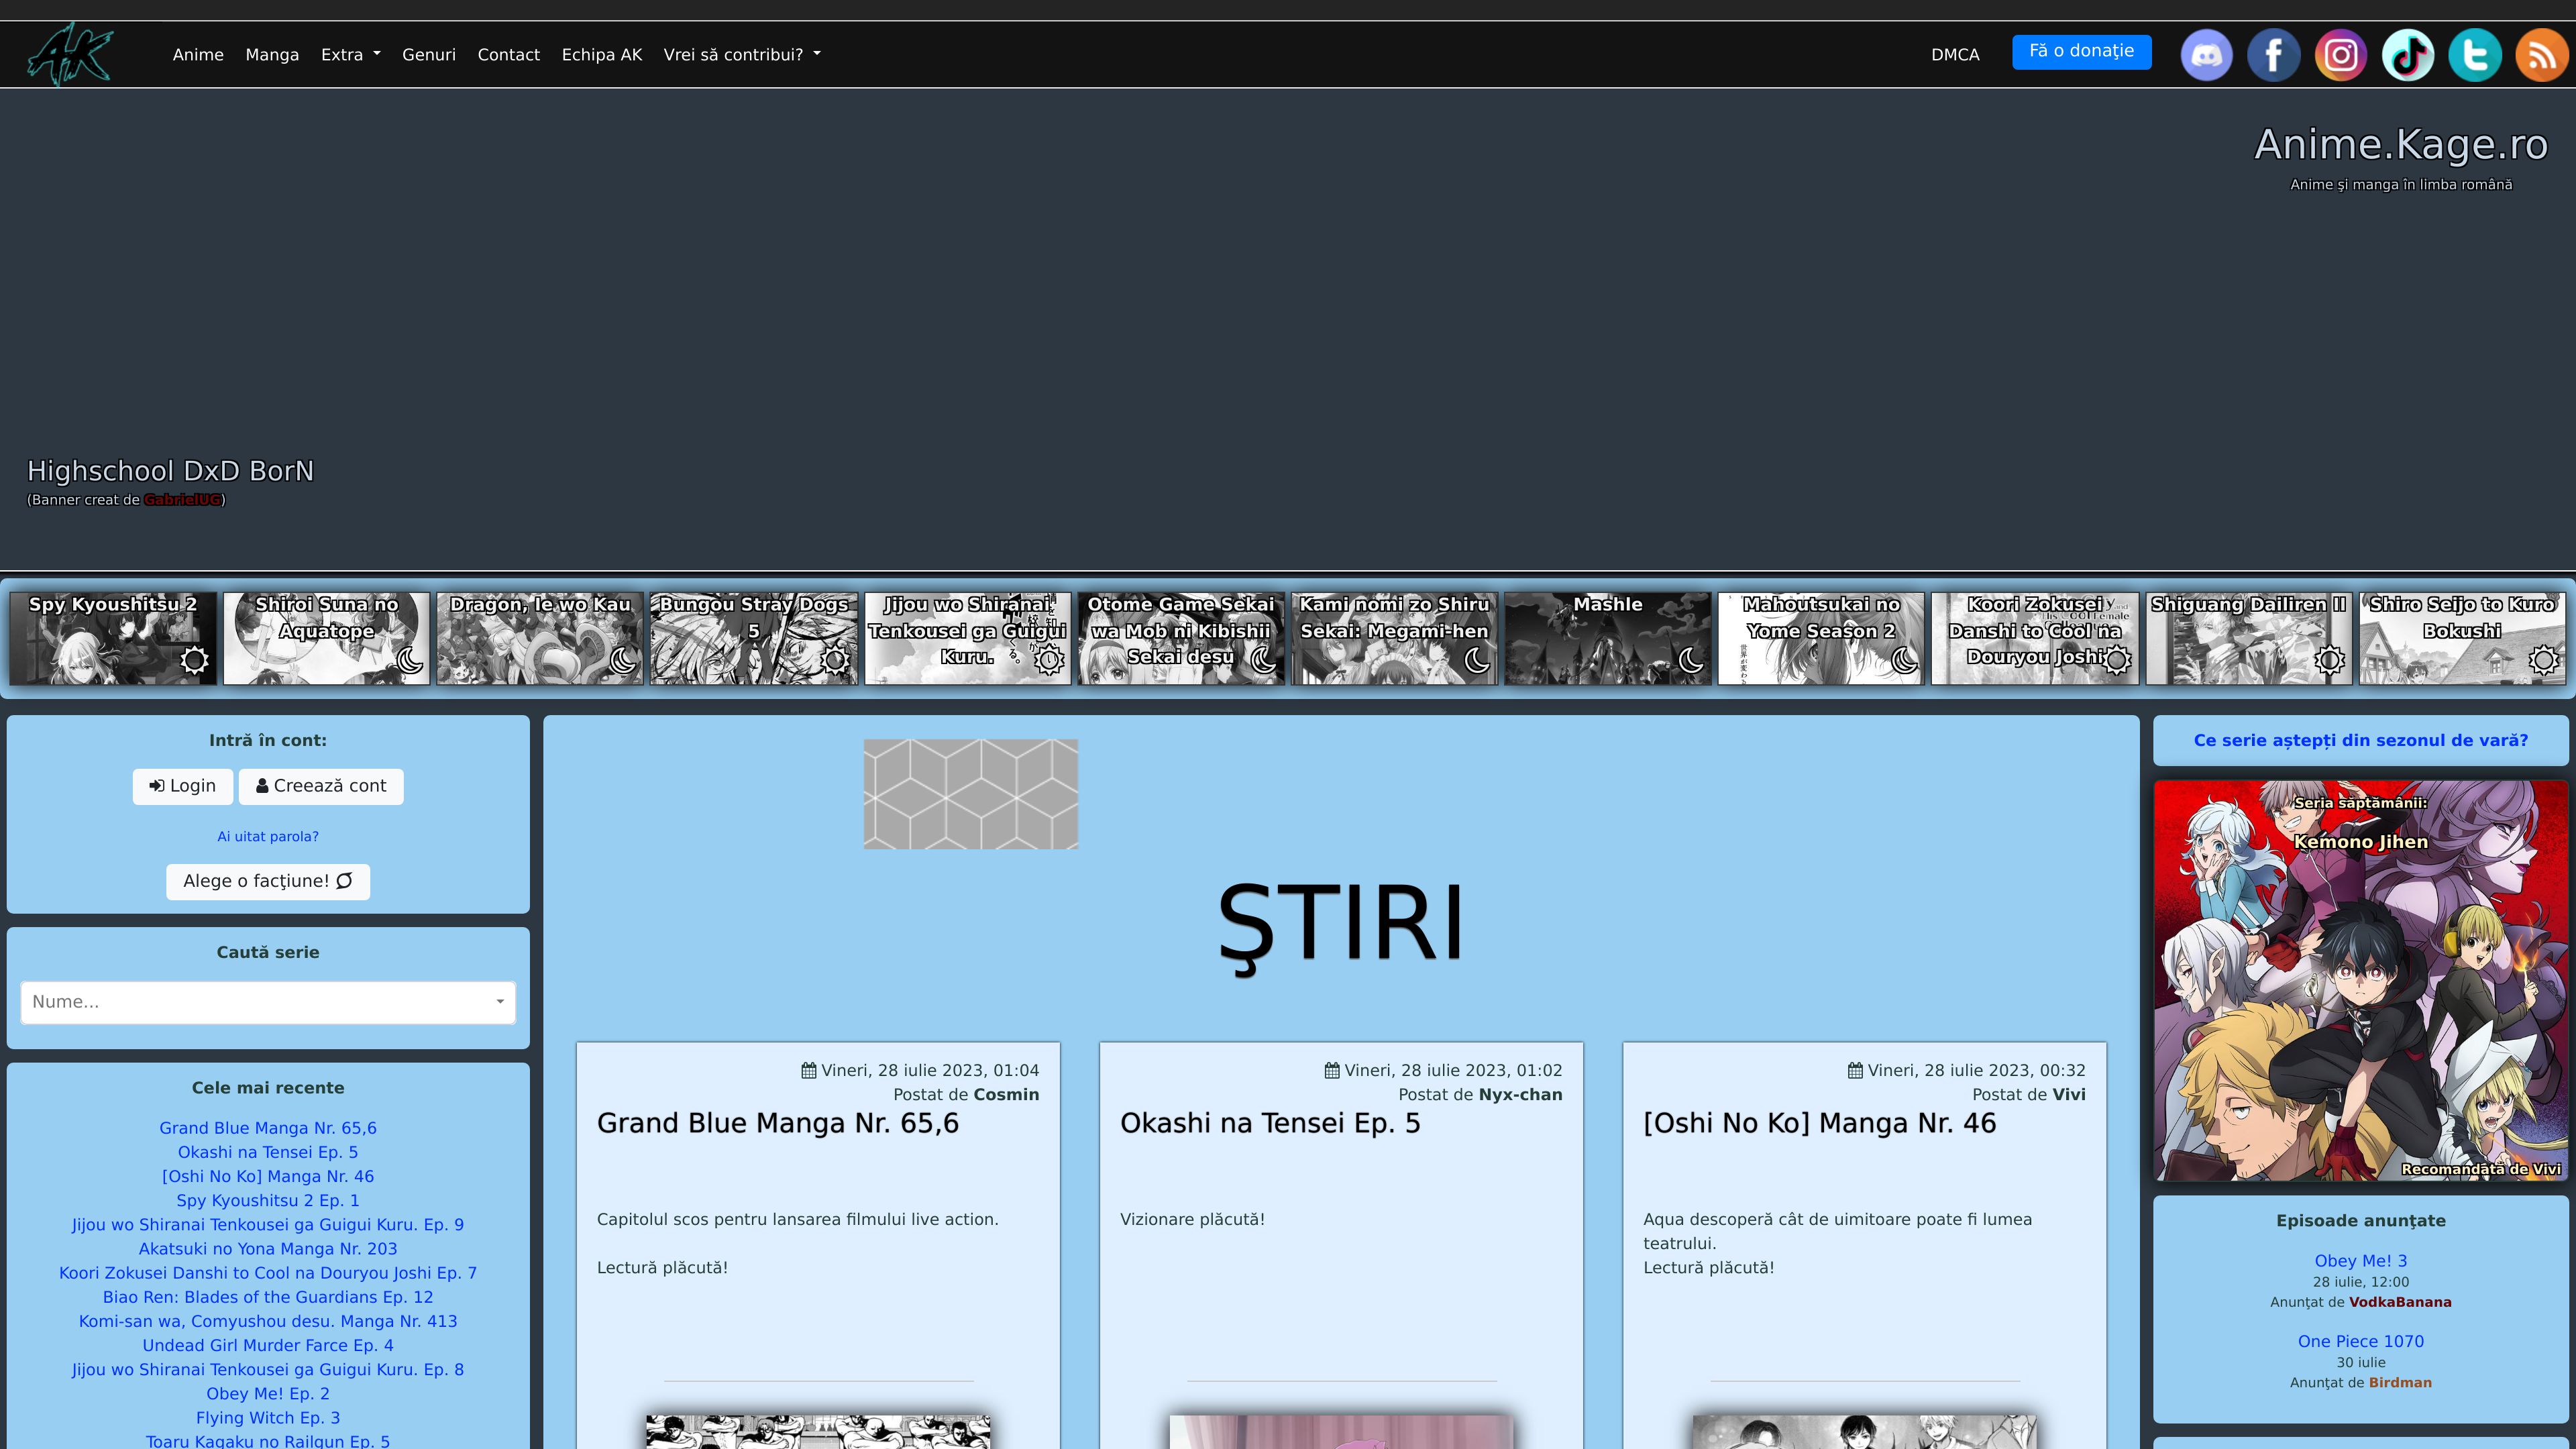 AK
Anime Manga Extra Genuri Contact Echipa AK Vrei să contribui? DMCA Fă o donaţie
Anime.Kage.ro
Anime şi manga în limba română
Highschool DxD BorN
(Banner creat de GabrielUG)
Spy Kyoushitsu 2
Shiroi Suna no
Aquatope
Dragon, Ie wo Kau
Bungou Stray Dogs
5
Jijou wo Shiranai
Tenkousei ga Guigui
Kuru.
Otome Game Sekai
wa Mob ni Kibishii
Sekai desu
Kami nomi zo Shiru
Sekai: Megami-hen
Mashle
Mahoutsukai no
Yome Season 2
Koori Zokusei
Danshi to Cool na
Douryou Joshi
Shiguang Dailiren II
Shiro Seijo to Kuro
Bokushi
Intră în cont:
Login Creează cont
Ai uitat parola?
Alege o facţiune!
Caută serie
Nume...
Cele mai recente
Grand Blue Manga Nr. 65,6
Okashi na Tensei Ep. 5
[Oshi No Ko] Manga Nr. 46
Spy Kyoushitsu 2 Ep. 1
Jijou wo Shiranai Tenkousei ga Guigui Kuru. Ep. 9
Akatsuki no Yona Manga Nr. 203
Koori Zokusei Danshi to Cool na Douryou Joshi Ep. 7
Biao Ren: Blades of the Guardians Ep. 12
Komi-san wa, Comyushou desu. Manga Nr. 413
Undead Girl Murder Farce Ep. 4
Jijou wo Shiranai Tenkousei ga Guigui Kuru. Ep. 8
Obey Me! Ep. 2
Flying Witch Ep. 3
Toaru Kagaku no Railgun Ep. 5
ŞTIRI
Vineri, 28 iulie 2023, 01:04
Postat de Cosmin
Grand Blue Manga Nr. 65,6
Capitolul scos pentru lansarea filmului live action.
Lectură plăcută!
Vineri, 28 iulie 2023, 01:02
Postat de Nyx-chan
Okashi na Tensei Ep. 5
Vizionare plăcută!
Vineri, 28 iulie 2023, 00:32
Postat de Vivi
[Oshi No Ko] Manga Nr. 46
Aqua descoperă cât de uimitoare poate fi lumea
teatrului.
Lectură plăcută!
Ce serie aștepți din sezonul de vară?
Seria săptămânii:
Kemono Jihen
Recomandată de Vivi
Episoade anunţate
Obey Me! 3
28 iulie, 12:00
Anunţat de VodkaBanana
One Piece 1070
30 iulie
Anunţat de Birdman